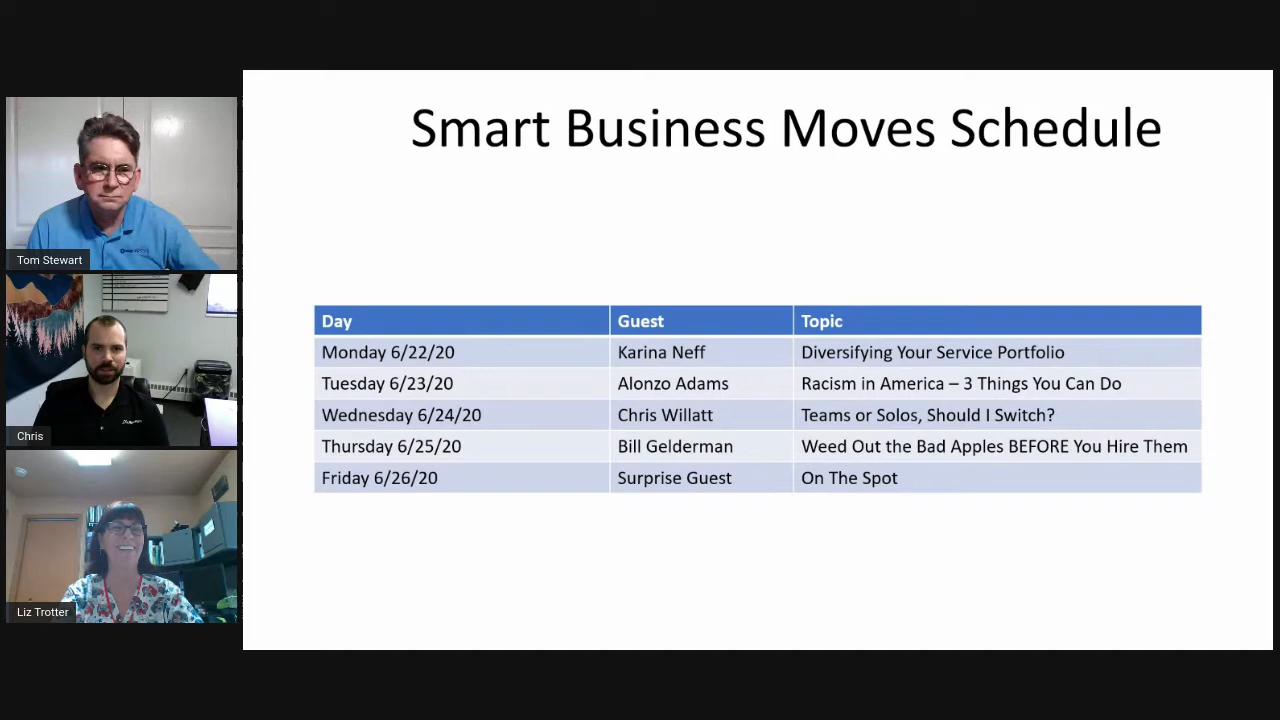 Smart Business Moves Schedule
Day Guest Topic
Monday 6/22/20 Karina Neff Diversifying Your Service Portfolio
Tuesday 6/23/20 Alonzo Adams Racism in America – 3 Things You Can Do
Wednesday 6/24/20 Chris Willatt Teams or Solos, Should I Switch?
Thursday 6/25/20 Bill Gelderman Weed Out the Bad Apples BEFORE You Hire Them
Friday 6/26/20 Surprise Guest On The Spot
Tom Stewart
Chris
Liz Trotter